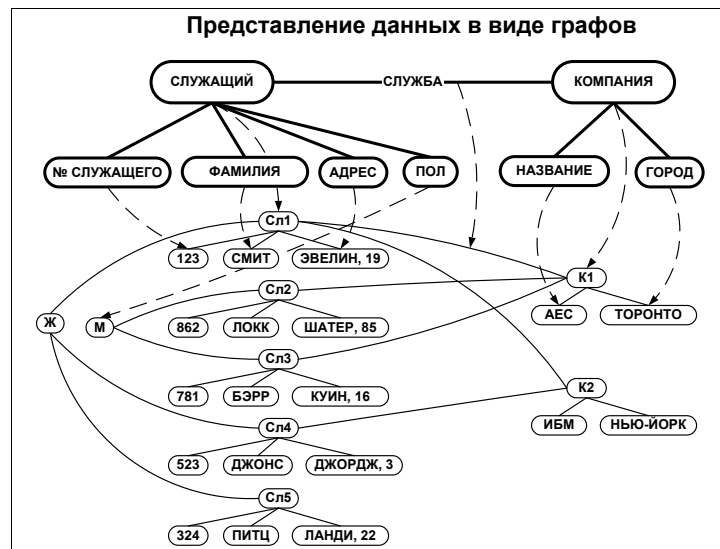 Представление данных в виде графов
СЛУЖАЩИЙ СЛУЖБА КОМПАНИЯ
№ СЛУЖАЩЕГО ФАМИЛИЯ АДРЕС ПОЛ НАЗВАНИЕ ГОРОД
Сл1
123 СМИТ ЭВЕЛИН, 19
К1
Сл2
АЕС ТОРОНТО
Ж М 862 ЛОКК ШАТЕР, 85
Сл3
781 БЭРР КУИН, 16
К2
Сл4
ИБМ НЬЮ-ЙОРК
523 ДЖОНС ДЖОРДЖ, 3
Сл5
324 ПИТЦ ЛАНДИ, 22